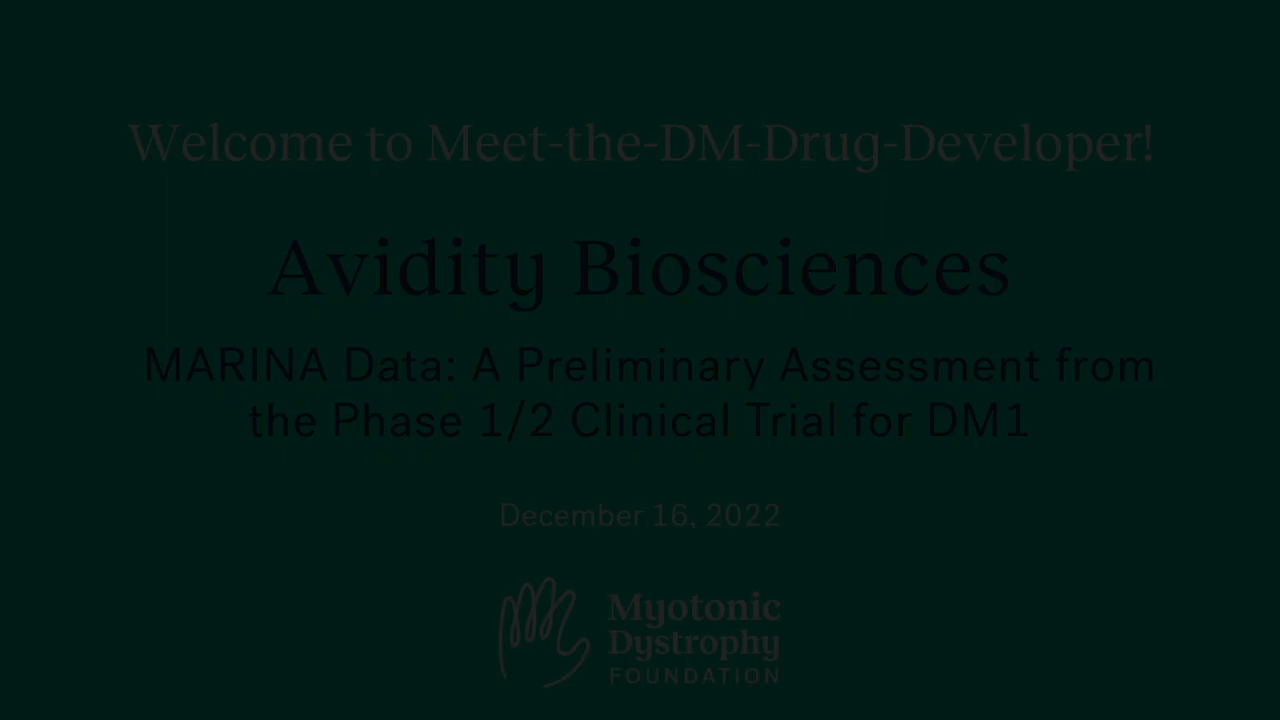 Welcome to Meet-the-DM-Drug-Developer!
Avidity Biosciences
MARINA Data: A Preliminary Assessment from
the Phase 1/2 Clinical Trial for DM1
December 16, 2022
Myotonic
Dystrophy
FOUNDATION